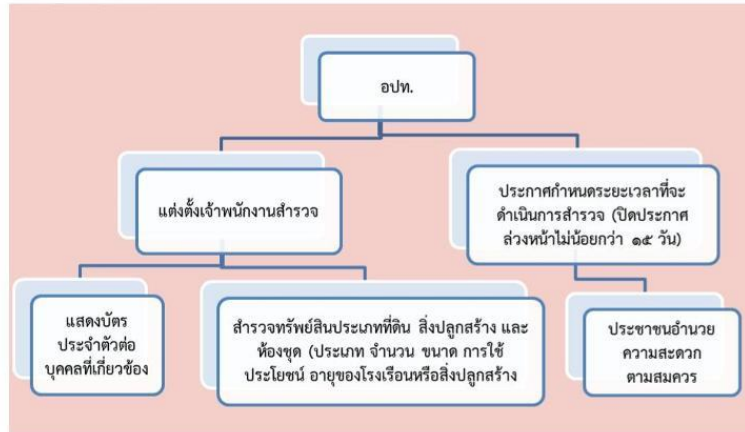 อปท.
แต่งตั้งเจ้าพนักงานสำรวจ
ประกาศกำหนดระยะเวลาที่จะ
ดำเนินการสำรวจ (ปิดประกาศ
ล่วงหน้าไม่น้อยกว่า ๑๕ วัน)
แสดงบัตร
ประจำตัวต่อ
บุคคลที่เกี่ยวข้อง
สำรวจทรัพย์สินประเภทที่ดิน สิ่งปลูกสร้าง และ
ห้องชุด (ประเภท จำนวน ขนาด การใช้
ประโยชน์ อายุของโรงเรือนหรือสิ่งปลูกสร้าง
ประชาชนอำนวย
ความสะดวก
ตามสมควร